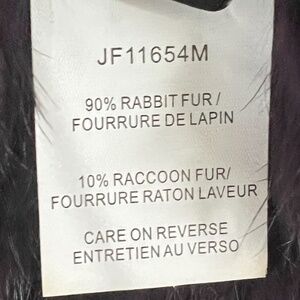 JF11654M
90% RABBIT FUR /
FOURRURE DE LAPIN
10% RACCOON FUR/
FOURRURE RATON LAVEUR
CARE ON REVERSE
ENTRETIEN AU VERSO